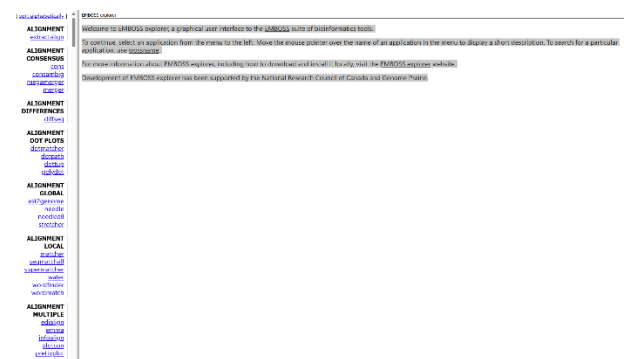 [ sort alphabetically ]
ALIGNMENT
extractalign
ALIGNMENT
CONSENSUS
cons
consambig
megamerger
merger
ALIGNMENT
DIFFERENCES
diffseq
ALIGNMENT
DOT PLOTS
dotmatcher
dotpath
dottup
polydot
ALIGNMENT
GLOBAL
est2genome
needle
needleall
stretcher
ALIGNMENT
LOCAL
matcher
seqmatchall
supermatcher
water
wordfinder
wordmatch
ALIGNMENT
MULTIPLE
edialign
emma
infoalign
plotcon
prettyplot
EMBOSS explorer
Welcome to EMBOSS explorer, a graphical user interface to the EMBOSS suite of bioinformatics tools.
To continue, select an application from the menu to the left. Move the mouse pointer over the name of an application in the menu to display a short description. To search for a particular
application, use wossname.
For more information about EMBOSS explorer, including how to download and install it locally, visit the EMBOSS explorer website.
Development of EMBOSS explorer has been supported by the National Research Council of Canada and Genome Prairie.